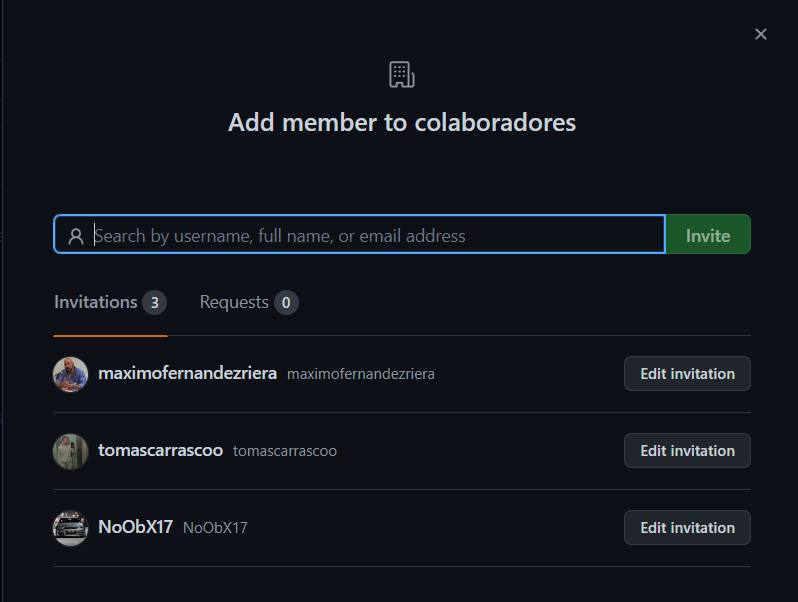 Add member to colaboradores
Search by username, full name, or email address
Invite
Invitations 3 Requests 0
maximofernandezriera maximofernandezriera Edit invitation
tomascarrascoo tomascarrascoo Edit invitation
NoObX17 NoObX17 Edit invitation